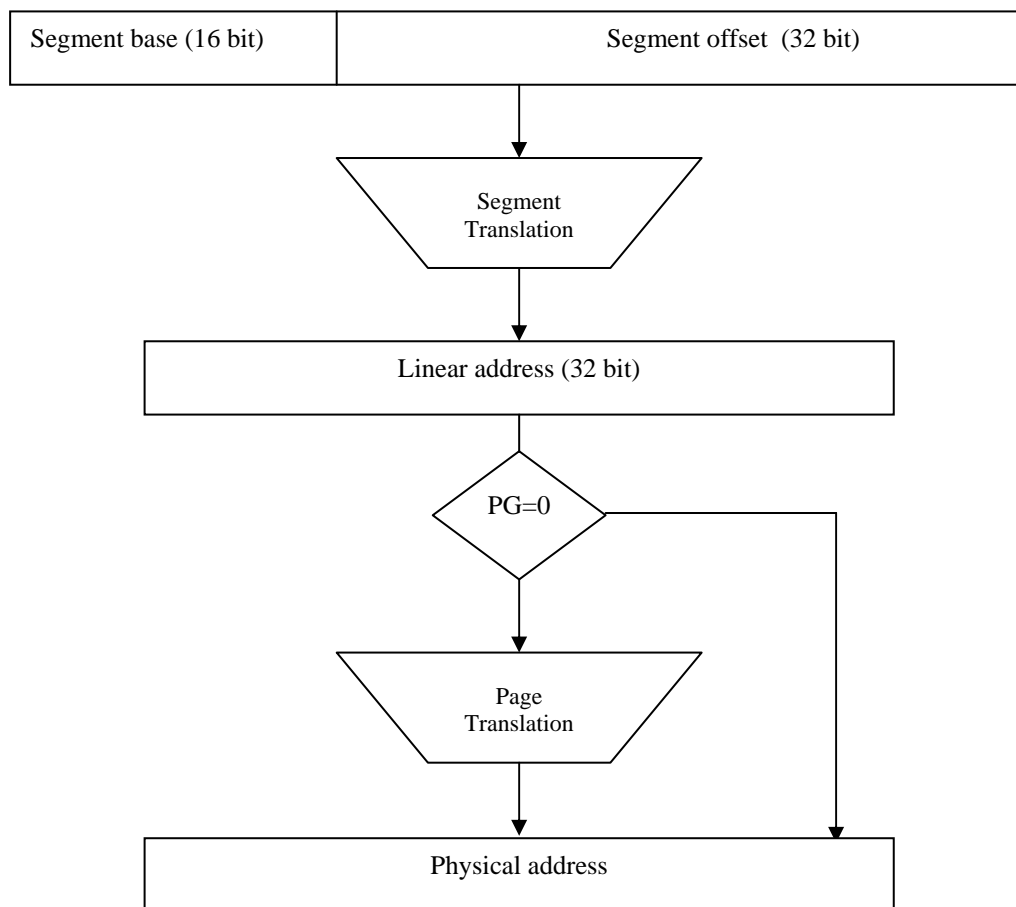 Segment base (16 bit)
Segment offset (32 bit)
Segment
Translation
Linear address (32 bit)
PG=0
Page
Translation
Physical address